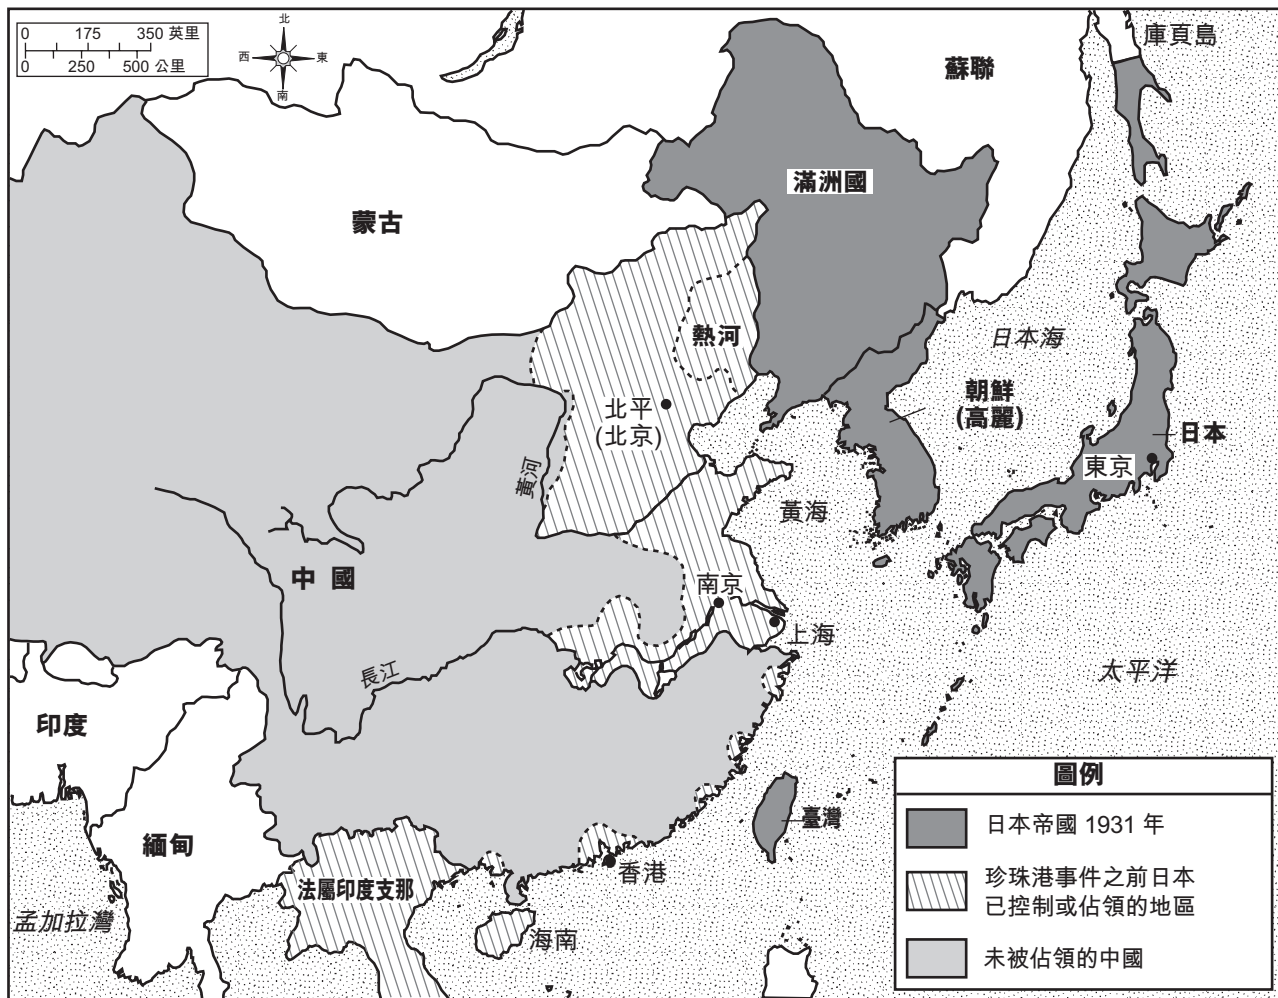 0 175 350 英里
0 250 500 公里
北
西
東
南
庫頁島
蘇聯
滿洲國
蒙古
熱河
日本海
朝鮮
(高麗)
北平
(北京)
日本
東京
黃河
黃海
中 國
南京
上海
長江
太平洋
印度
緬甸
臺灣
香港
法屬印度支那
孟加拉灣
海南
圖例
日本帝國 1931 年
珍珠港事件之前日本
已控制或佔領的地區
未被佔領的中國